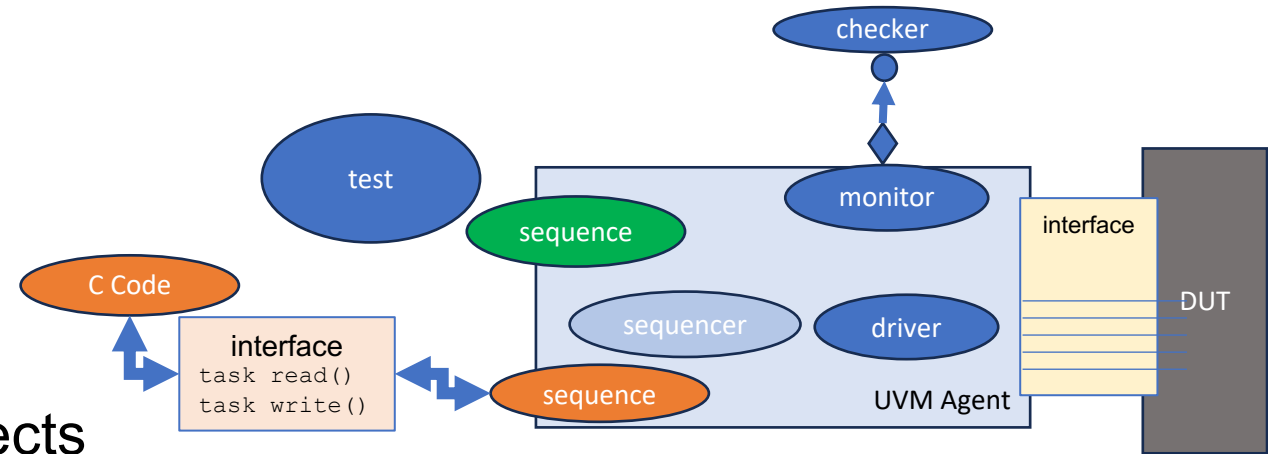 checker
test
monitor
interface
sequence
C Code
DUT
sequencer
driver
interface
task read()
task write()
sequence
UVM Agent
ects